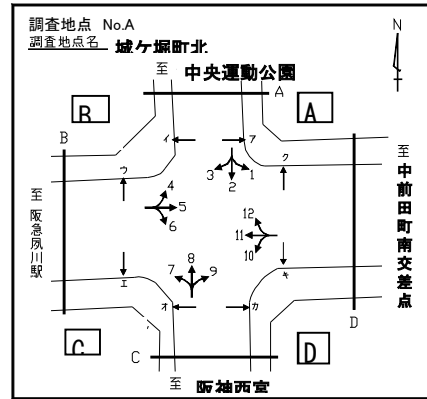 調査地点 No.A
調査地点名 城ケ堀町北
至
中央運動公園
N
A
B
A
B
イ
ア
ウ
ク
3
2
1
4
5
6
12
11
10
7
8
9
エ
キ
オ
カ
至
阪急夙川駅
至
中前田町南交差点
C
D
D
C
至
阪神西宮